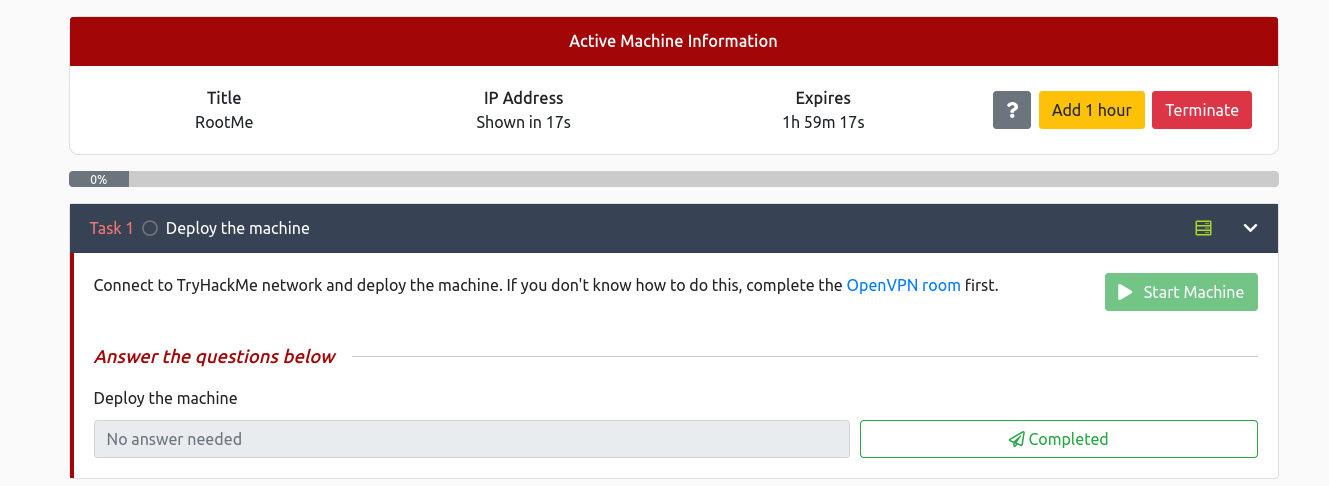 Active Machine Information
Title IP Address Expires
RootMe Shown in 17s 1h 59m 17s ? Add 1 hour Terminate
0%
Task 1 Deploy the machine
Connect to TryHackMe network and deploy the machine. If you don't know how to do this, complete the OpenVPN room first.
Start Machine
Answer the questions below
Deploy the machine
No answer needed Completed